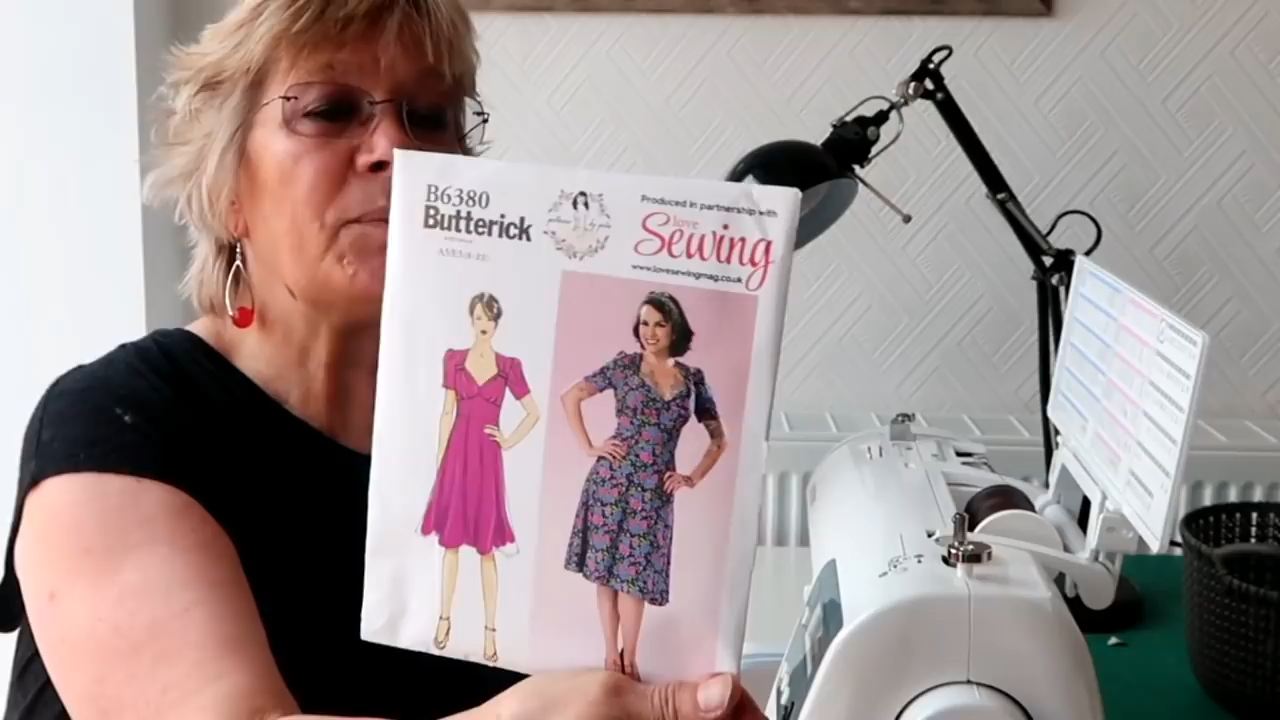 B6380
Butterick
Produced in partnership with
love
Sewing
www.lovesewingmag.co.uk